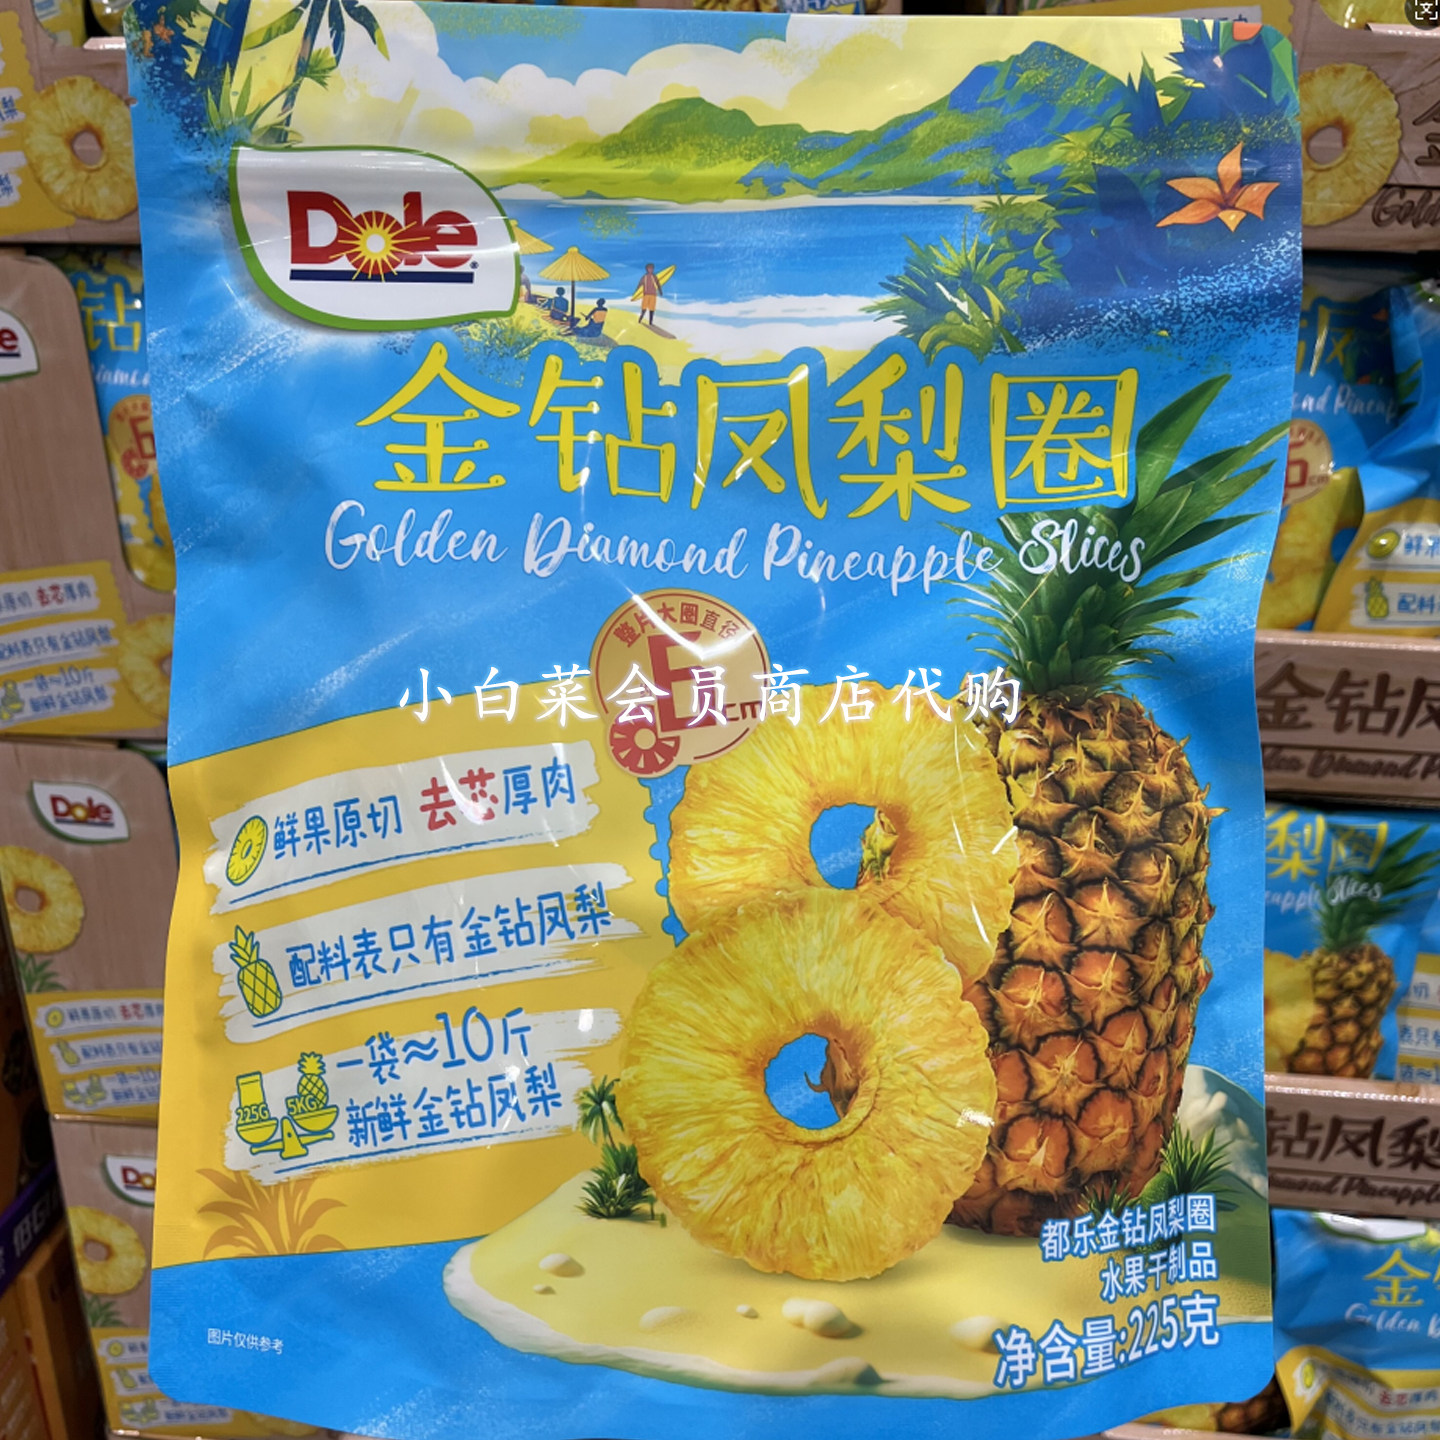 Dole
金钻凤梨圈
Golden Diamond Pineapple Slices
整片大圈直径
cm
小白菜会员商店代购
鲜果原切 去芯厚肉
配料表只有金钻凤梨
一袋≈10斤
新鲜金钻凤梨
225G 5KG
都乐金钻凤梨圈
水果干制品
净含量:225克
图片仅供参考